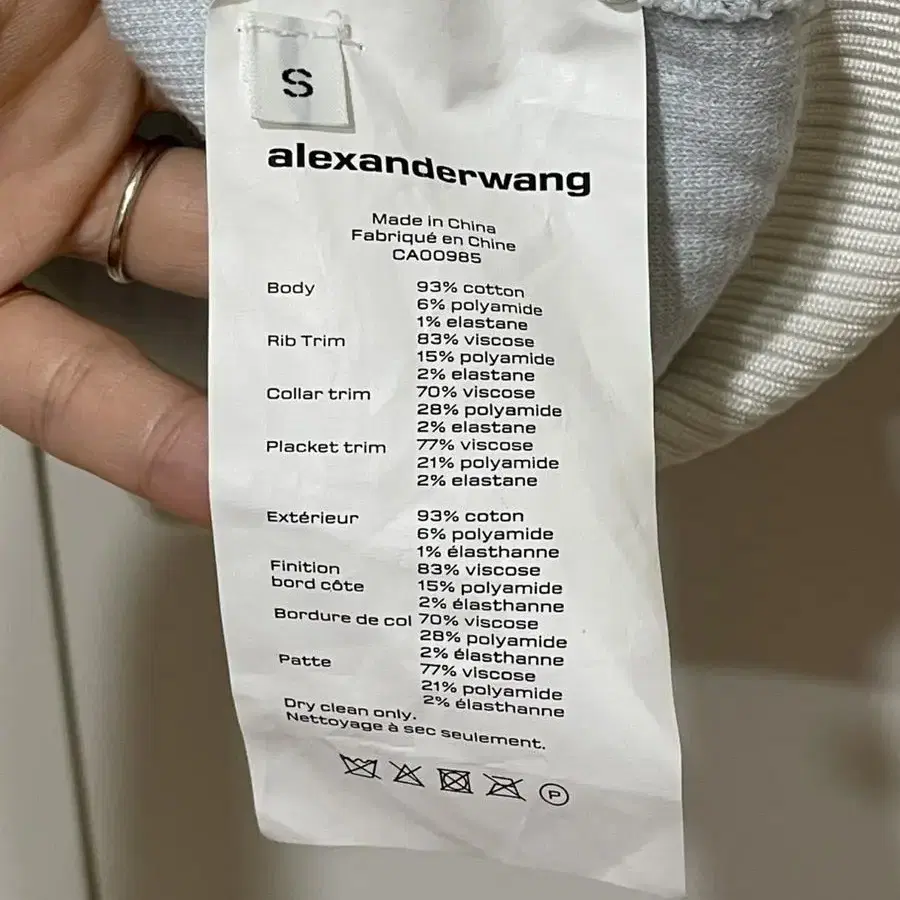 S
alexanderwang
Made in China
Fabriqué en Chine
CA00985
Body 93% cotton
6% polyamide
1% elastane
Rib Trim 83% viscose
15% polyamide
2% elastane
Collar trim 70% viscose
28% polyamide
2% elastane
Placket trim 77% viscose
21% polyamide
2% elastane
Extérieur 93% coton
6% polyamide
1% élasthanne
Finition 83% viscose
bord côte 15% polyamide
2% élasthanne
Bordure de col 70% viscose
28% polyamide
2% élasthanne
Patte 77% viscose
21% polyamide
2% élasthanne
Dry clean only.
Nettoyage à sec seulement.
P